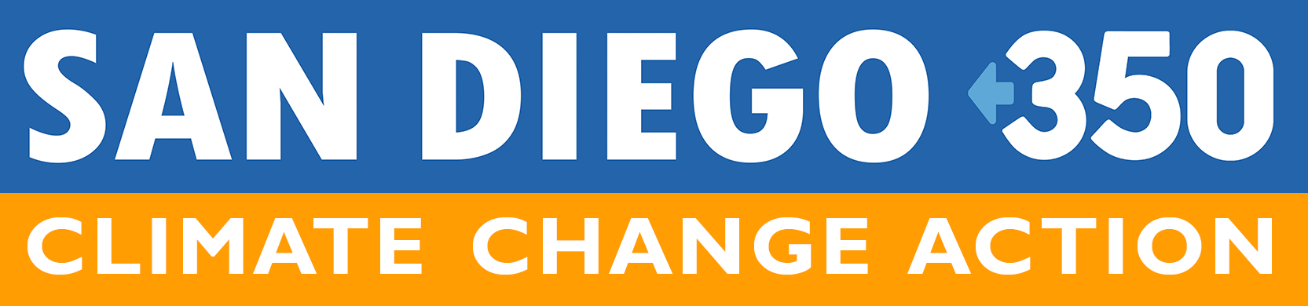 SAN DIEGO 350
CLIMATE CHANGE ACTION